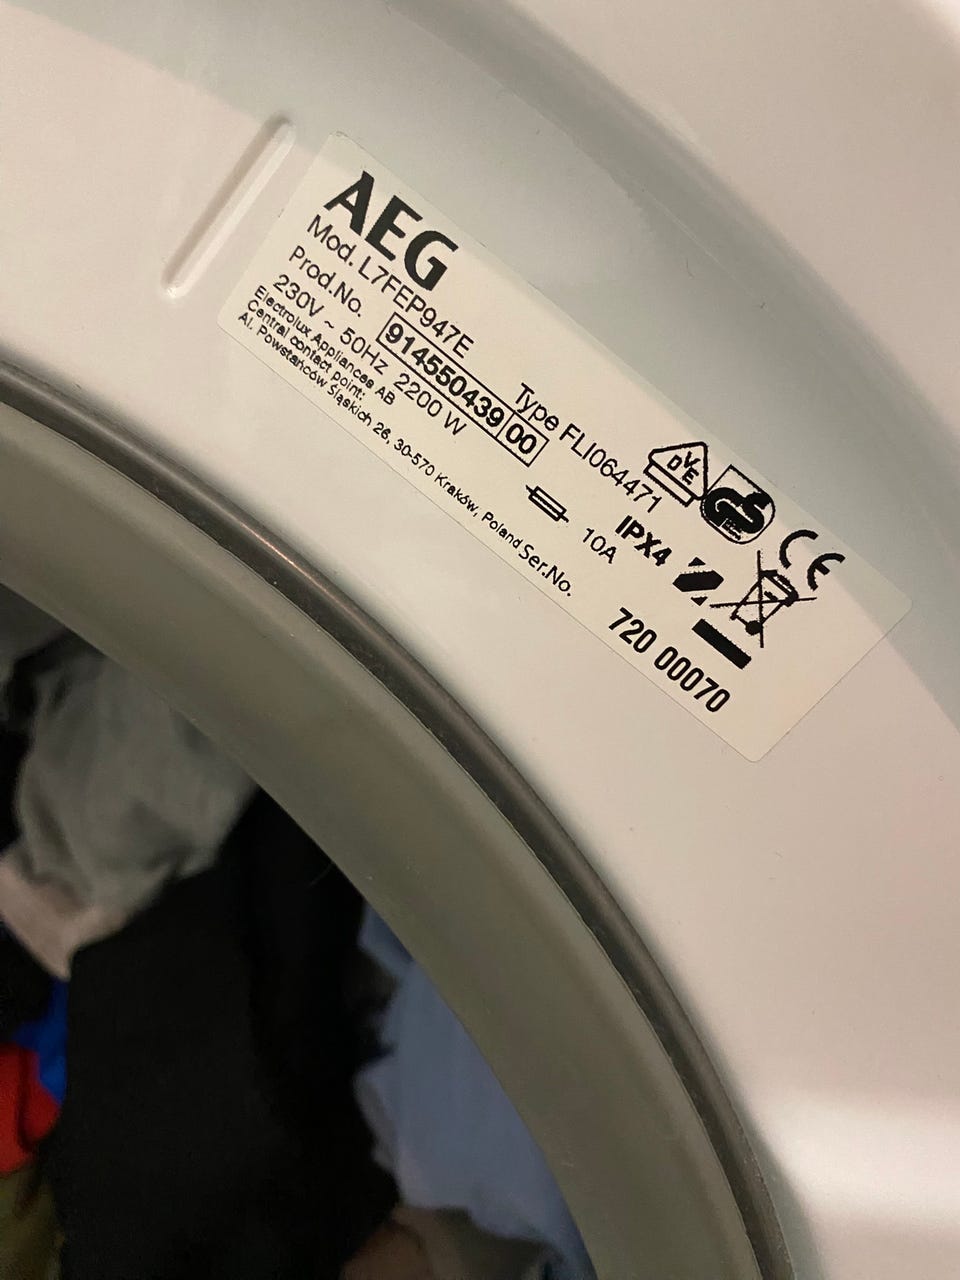 AEG
Mod. L7FEP947E Type FLI064471
Prod.No. 914550439 00
230V ~ 50Hz 2200 W 10A IPX4
Electrolux Appliances AB
Central contact point:
Al. Powstańców Śląskich 26, 30-570 Kraków, Poland Ser.No. 720 00070
DVE
CE